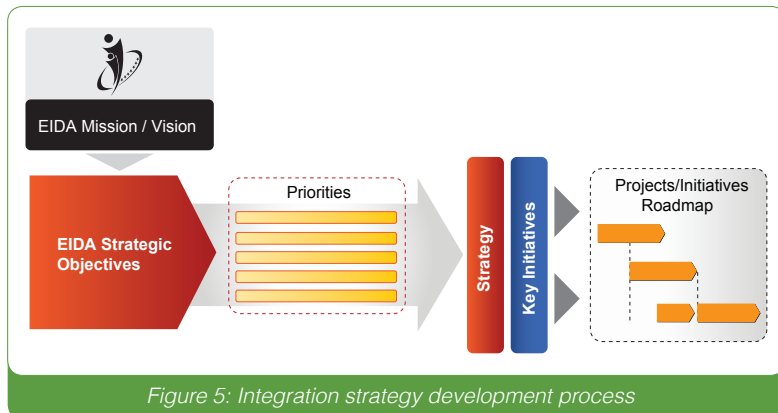 EIDA Mission / Vision
EIDA Strategic
Objectives
Priorities
Strategy
Key Initiatives
Projects/Initiatives
Roadmap
Figure 5: Integration strategy development process